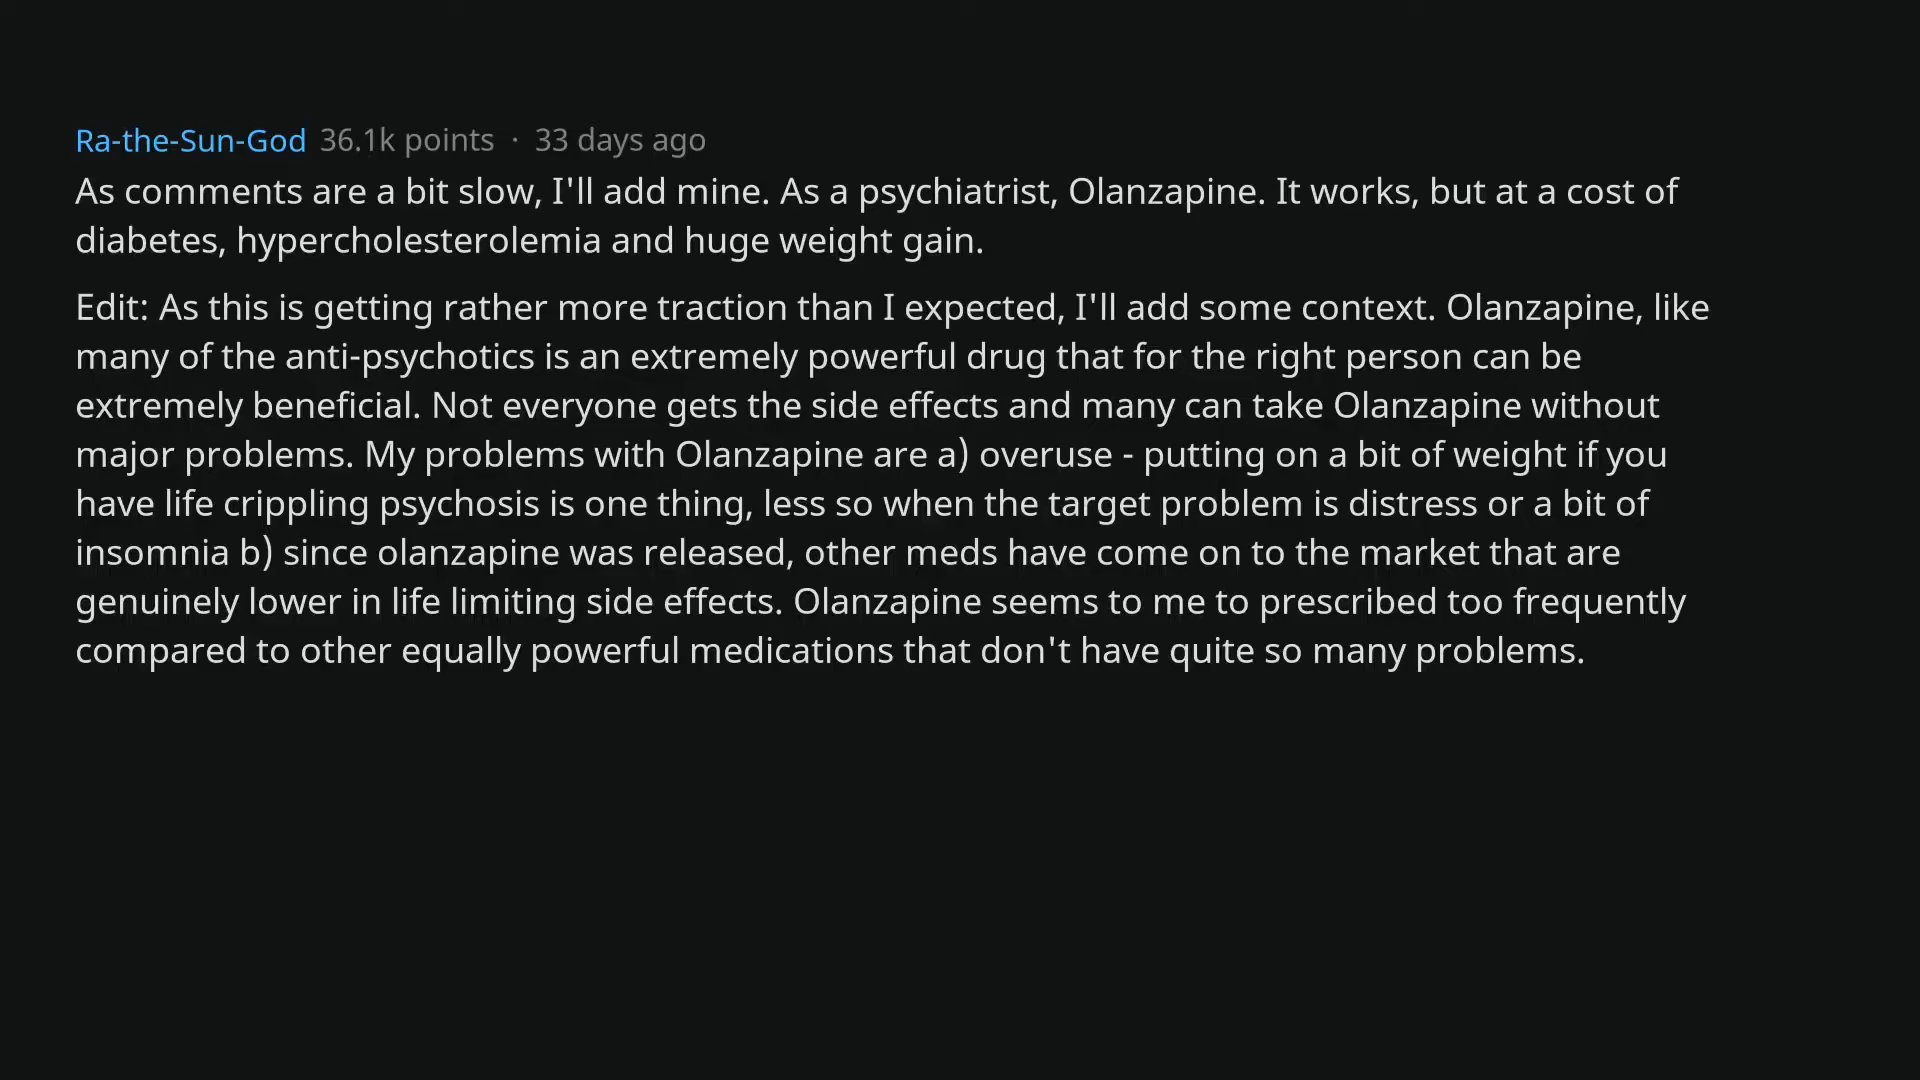 Ra-the-Sun-God 36.1k points · 33 days ago
As comments are a bit slow, I'll add mine. As a psychiatrist, Olanzapine. It works, but at a cost of
diabetes, hypercholesterolemia and huge weight gain.
Edit: As this is getting rather more traction than I expected, I'll add some context. Olanzapine, like
many of the anti-psychotics is an extremely powerful drug that for the right person can be
extremely beneficial. Not everyone gets the side effects and many can take Olanzapine without
major problems. My problems with Olanzapine are a) overuse - putting on a bit of weight if you
have life crippling psychosis is one thing, less so when the target problem is distress or a bit of
insomnia b) since olanzapine was released, other meds have come on to the market that are
genuinely lower in life limiting side effects. Olanzapine seems to me to prescribed too frequently
compared to other equally powerful medications that don't have quite so many problems.